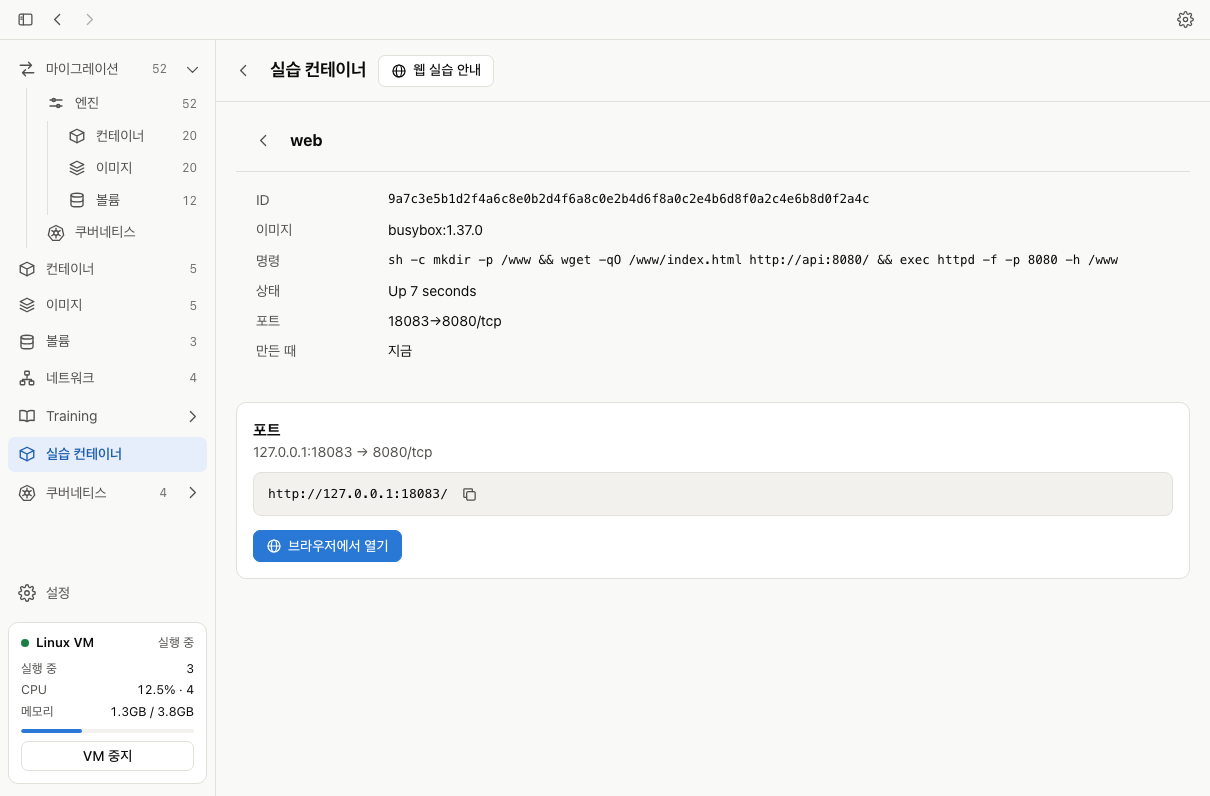 마이그레이션 52
엔진 52
컨테이너 20
이미지 20
볼륨 12
쿠버네티스
컨테이너 5
이미지 5
볼륨 3
네트워크 4
Training
실습 컨테이너
쿠버네티스 4
설정
Linux VM 실행 중
실행 중 3
CPU 12.5% · 4
메모리 1.3GB / 3.8GB
VM 중지
실습 컨테이너 웹 실습 안내
web
ID 9a7c3e5b1d2f4a6c8e0b2d4f6a8c0e2b4d6f8a0c2e4b6d8f0a2c4e6b8d0f2a4c
이미지 busybox:1.37.0
명령 sh -c mkdir -p /www && wget -qO /www/index.html http://api:8080/ && exec httpd -f -p 8080 -h /www
상태 Up 7 seconds
포트 18083→8080/tcp
만든 때 지금
포트
127.0.0.1:18083 → 8080/tcp
http://127.0.0.1:18083/
브라우저에서 열기